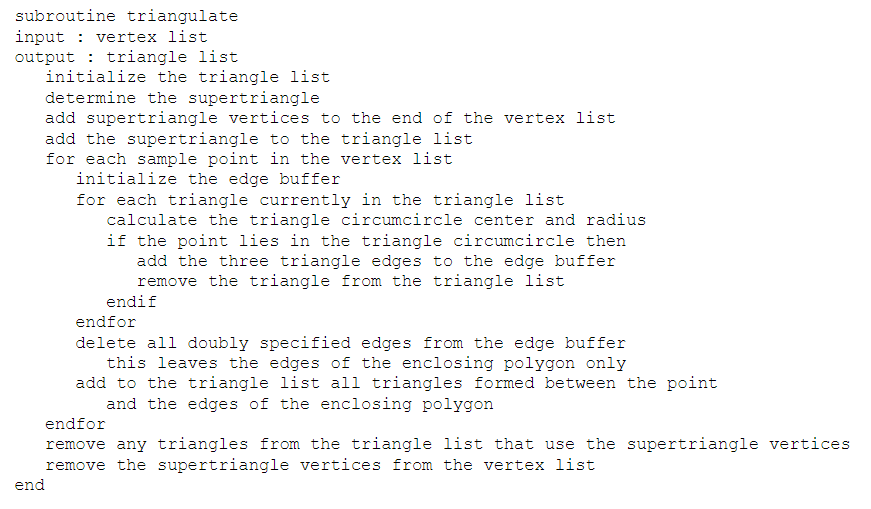 subroutine triangulate
input : vertex list
output : triangle list
   initialize the triangle list
   determine the supertriangle
   add supertriangle vertices to the end of the vertex list
   add the supertriangle to the triangle list
   for each sample point in the vertex list
      initialize the edge buffer
      for each triangle currently in the triangle list
         calculate the triangle circumcircle center and radius
         if the point lies in the triangle circumcircle then
            add the three triangle edges to the edge buffer
            remove the triangle from the triangle list
         endif
      endfor
      delete all doubly specified edges from the edge buffer
         this leaves the edges of the enclosing polygon only
      add to the triangle list all triangles formed between the point
         and the edges of the enclosing polygon
   endfor
   remove any triangles from the triangle list that use the supertriangle vertices
   remove the supertriangle vertices from the vertex list
end